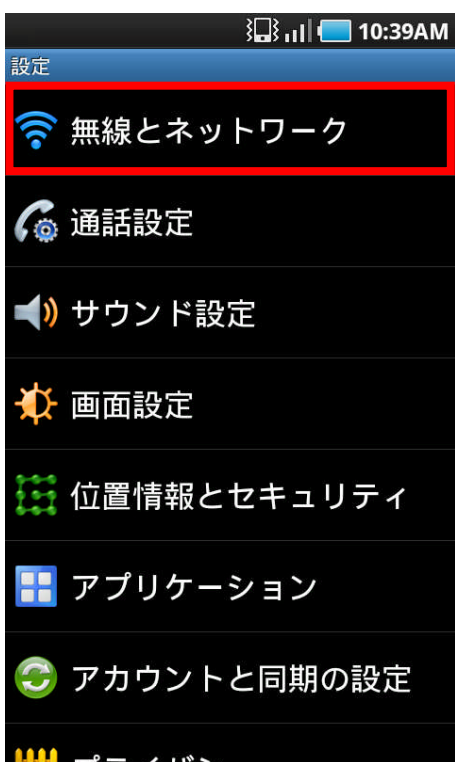 10:39AM
設定
無線とネットワーク
通話設定
サウンド設定
画面設定
位置情報とセキュリティ
アプリケーション
アカウントと同期の設定